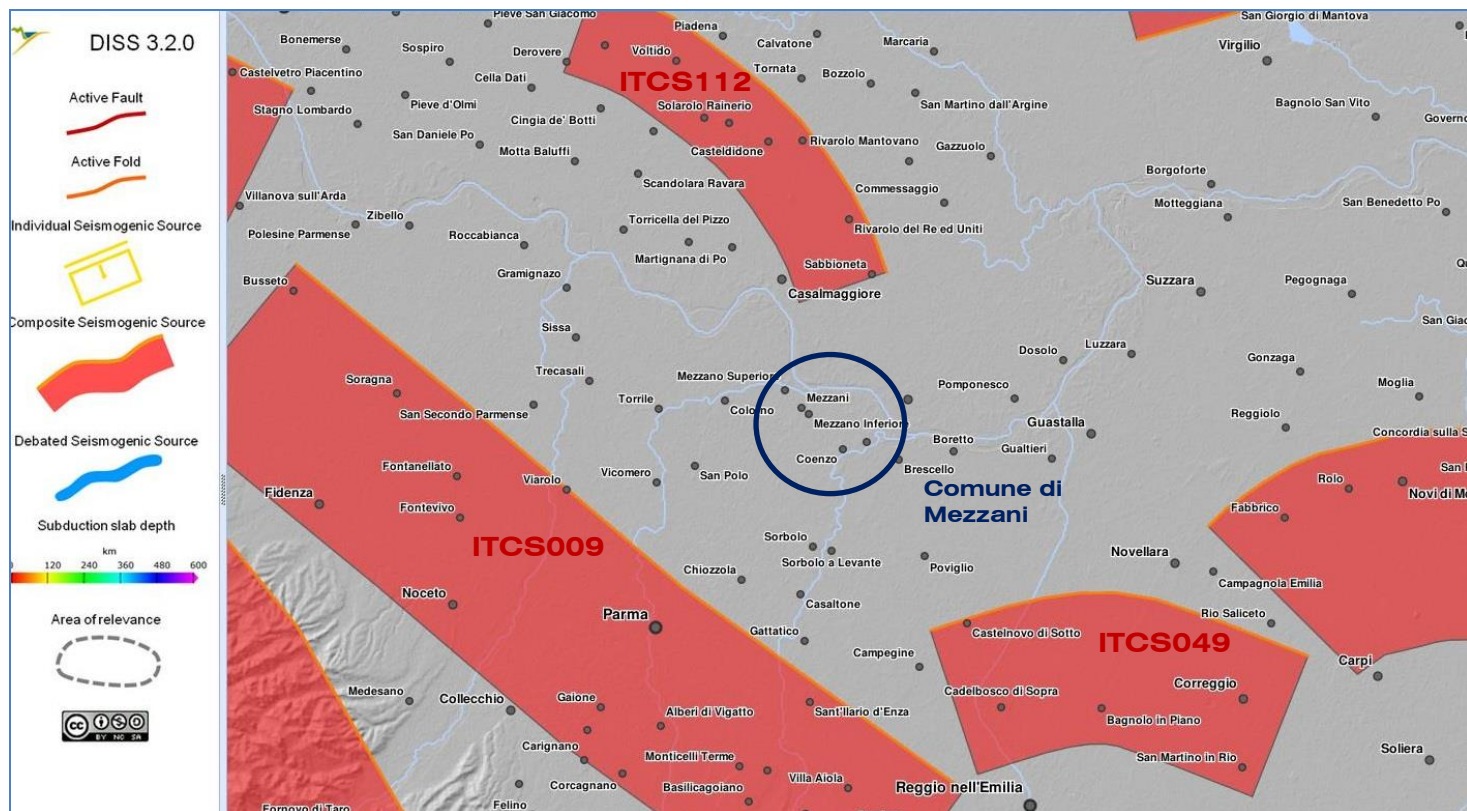 DISS 3.2.0
Active Fault
Active Fold
Individual Seismogenic Source
Composite Seismogenic Source
Debated Seismogenic Source
Subduction slab depth
km
120 240 360 480 600
Area of relevance
cc
BY NC SA
Pieve San Giacomo
Piadena
San Giorgio di Mantova
Bonemerse
Sospiro
Derovere
Voltido
Calvatone
Marcaria
Virgilio
Castelvetro Piacentino
Cella Dati
ITCS112
Tornata
Bozzolo
Stagno Lombardo
Pieve d'Olmi
Solarolo Rainerio
San Martino dall'Argine
Bagnolo San Vito
Cingia de' Botti
Governo
San Daniele Po
Motta Baluffi
Casteldidone
Rivarolo Mantovano
Gazzuolo
Scandolara Ravara
Commessaggio
Borgoforte
Villanova sull'Arda
Zibello
Torricella del Pizzo
Motteggiana
San Benedetto Po
Polesine Parmense
Roccabianca
Rivarolo del Re ed Uniti
Martignana di Po
Gramignazo
Sabbioneta
Busseto
Casalmaggiore
Suzzara
Pegognaga
Sissa
San Giac
Dosolo
Luzzara
Gonzaga
Soragna
Trecasali
Mezzano Superiore
Pomponesco
Moglia
San Secondo Parmense
Torrile
Colorno
Mezzani
Mezzano Inferiore
Guastalla
Reggiolo
Concordia sulla S
Coenzo
Boretto
Gualtieri
Fontanellato
Viarolo
Vicomero
San Polo
Brescello
Rolo
Novi di Mo
Fidenza
Fontevivo
Comune di
Mezzani
Fabbrico
ITCS009
Sorbolo
Sorbolo a Levante
Novellara
Chiozzola
Poviglio
Campagnola Emilia
Noceto
Casaltone
Parma
Rio Saliceto
Gattatico
Castelnovo di Sotto
ITCS049
Campegine
Carpi
Medesano
Collecchio
Gaione
Cadelbosco di Sopra
Correggio
Alberi di Vigatto
Sant'Ilario d'Enza
Bagnolo in Piano
Carignano
Monticelli Terme
San Martino in Rio
Soliera
Corcagnano
Villa Aiola
Basilicagoiano
Reggio nell'Emilia
Felino
Fornovo di Taro